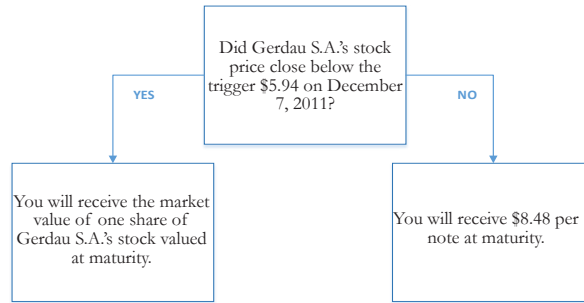 Did Gerdau S.A.'s stock
price close below the
trigger $5.94 on December
7, 2011?
YES
NO
You will receive the market
value of one share of
Gerdau S.A.'s stock valued
at maturity.
You will receive $8.48 per
note at maturity.